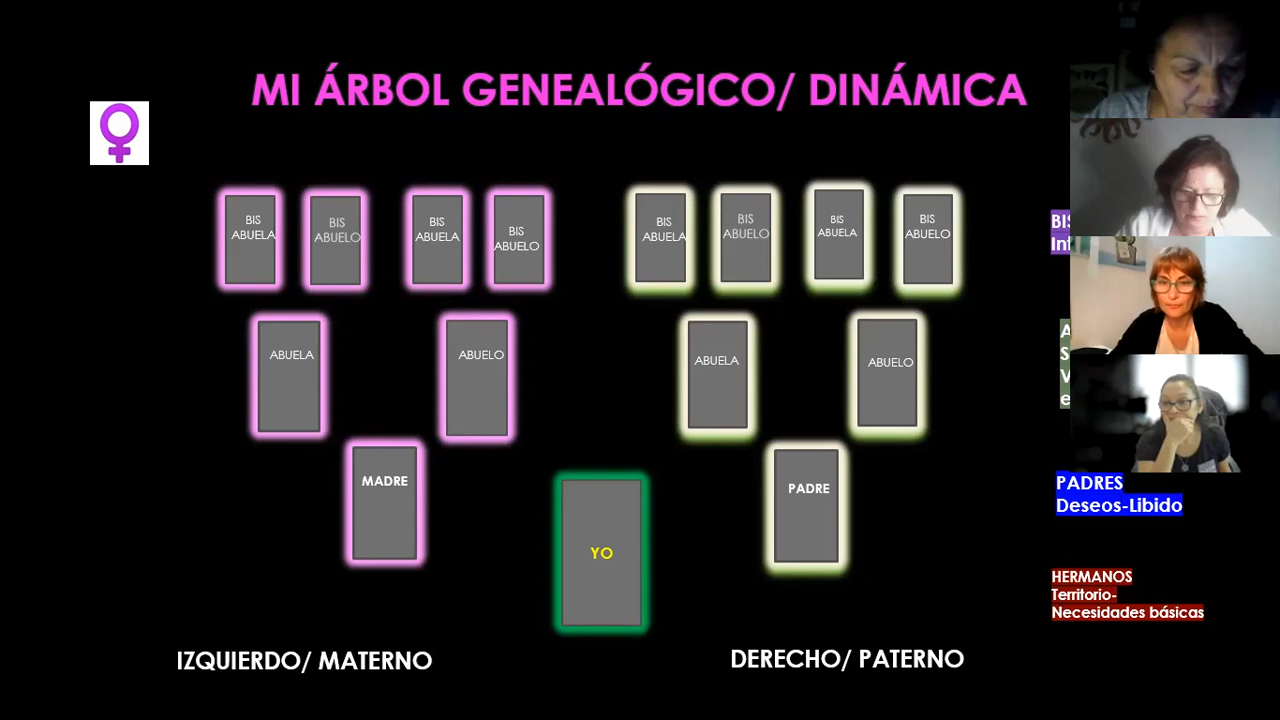 MI ÁRBOL GENEALÓGICO/ DINÁMICA
BIS
ABUELA
BIS
ABUELO
BIS
ABUELA
BIS
ABUELO
BIS
ABUELA
BIS
ABUELO
BIS
ABUELA
BIS
ABUELO
BIS
ABUELA
ABUELO
ABUELA
ABUELO
MADRE
PADRE
YO
PADRES
Deseos-Libido
HERMANOS
Territorio-
Necesidades básicas
IZQUIERDO/ MATERNO
DERECHO/ PATERNO